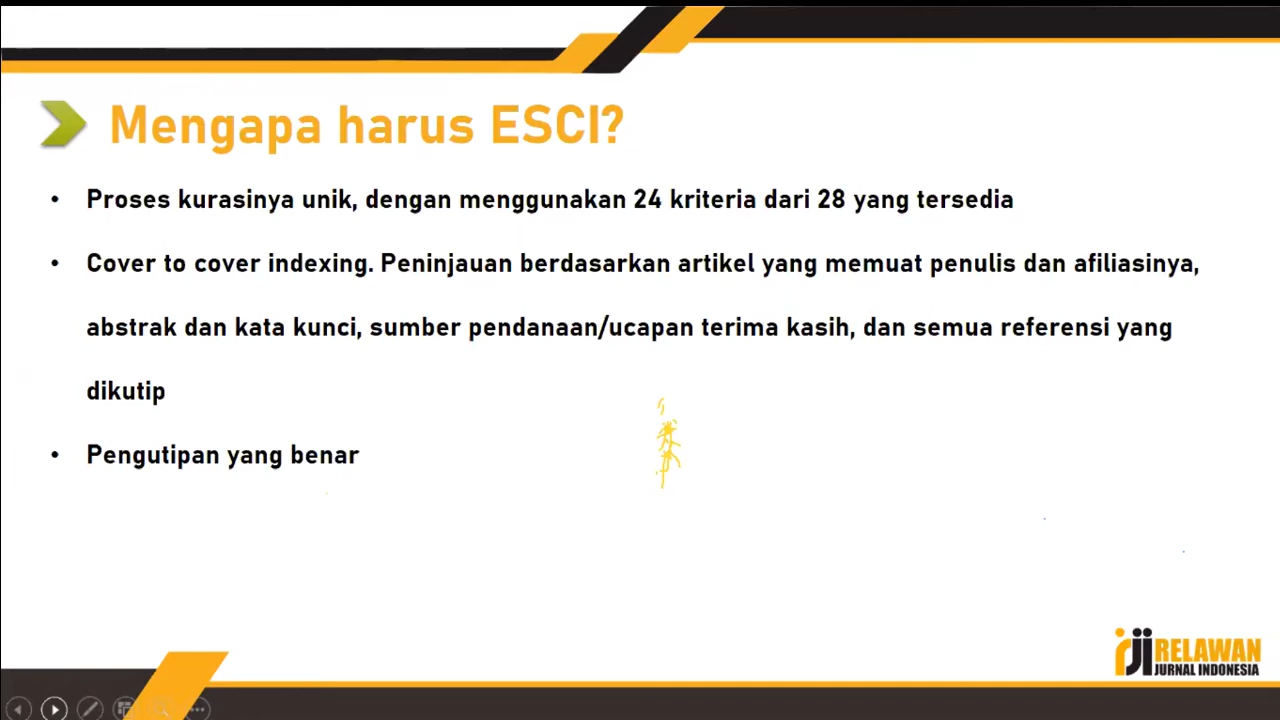 Mengapa harus ESCI?
• Proses kurasinya unik, dengan menggunakan 24 kriteria dari 28 yang tersedia
• Cover to cover indexing. Peninjauan berdasarkan artikel yang memuat penulis dan afiliasinya,
abstrak dan kata kunci, sumber pendanaan/ucapan terima kasih, dan semua referensi yang
dikutip
• Pengutipan yang benar
rji RELAWAN
JURNAL INDONESIA